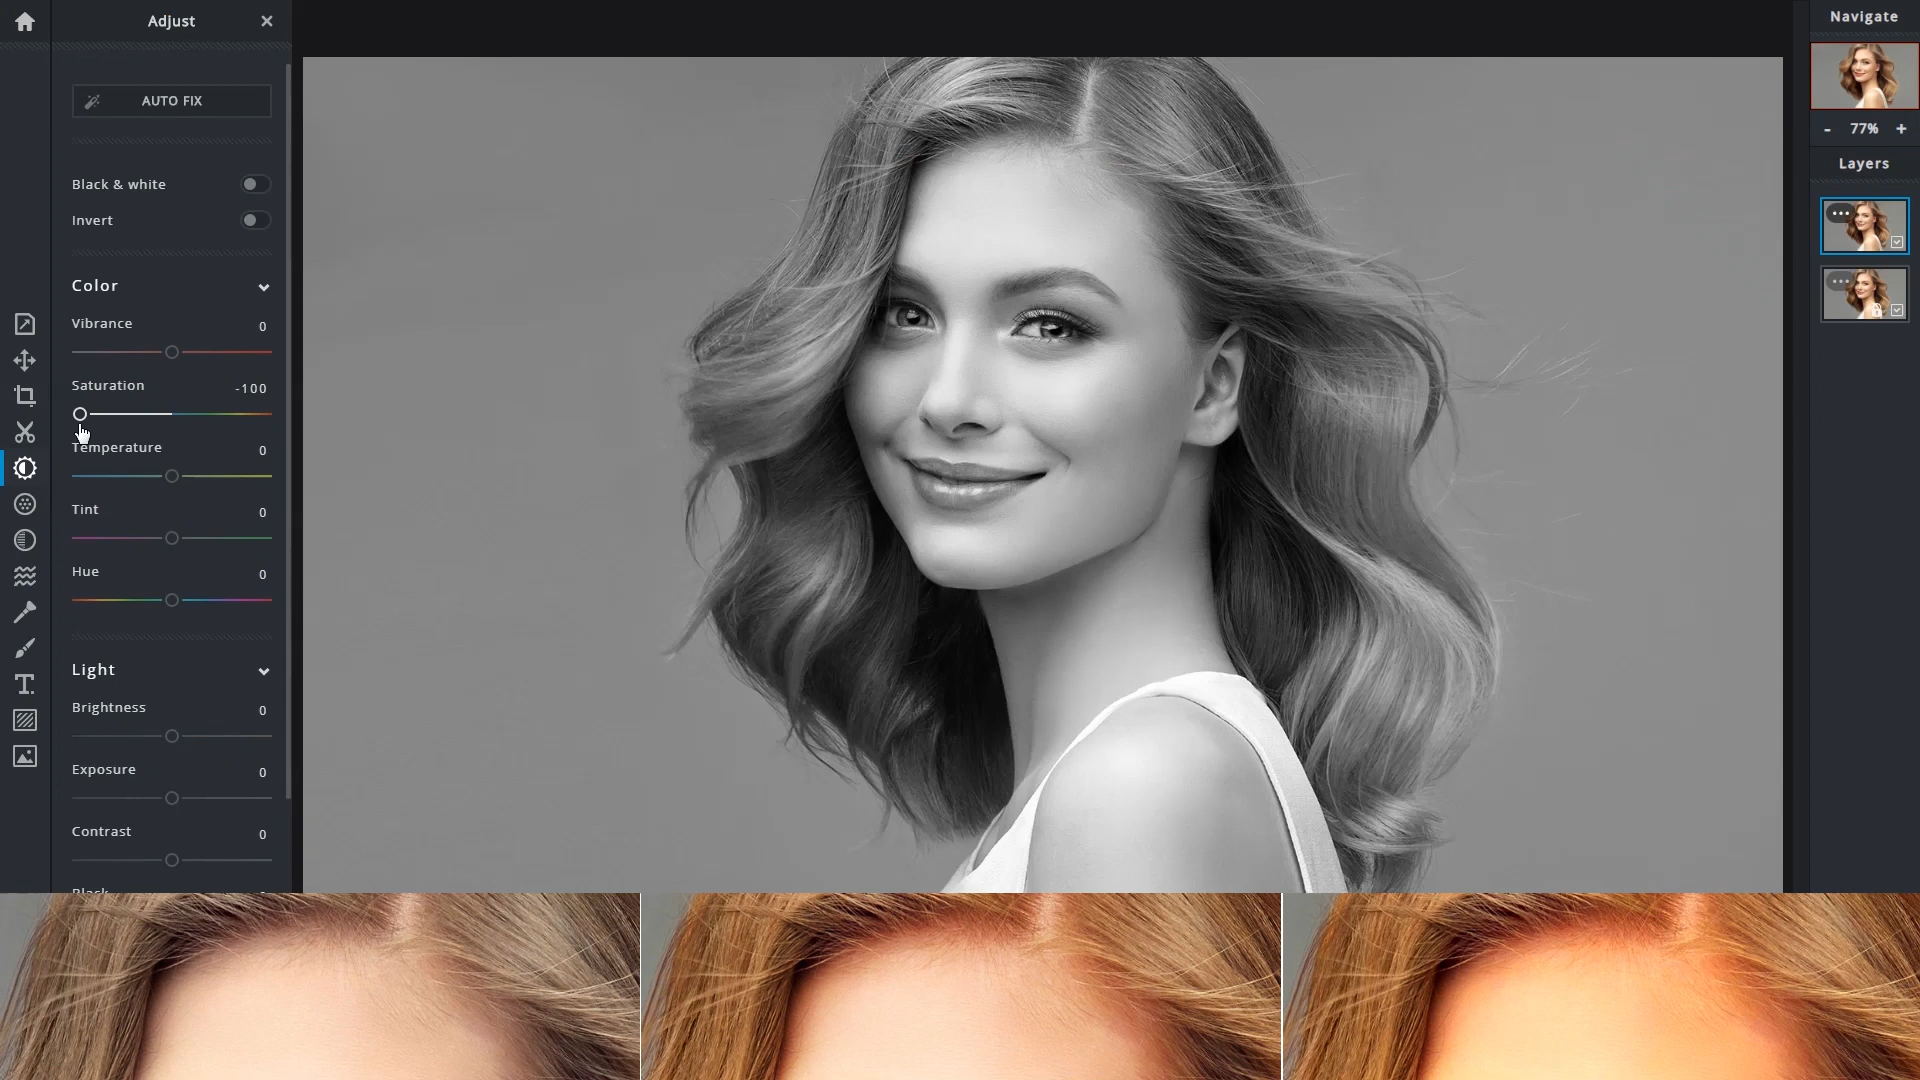 Adjust
AUTO FIX
Black & white
Invert
Color
Vibrance 0
Saturation -100
Temperature 0
Tint 0
Hue 0
Light
Brightness 0
Exposure 0
Contrast 0
Navigate
- 77% +
Layers